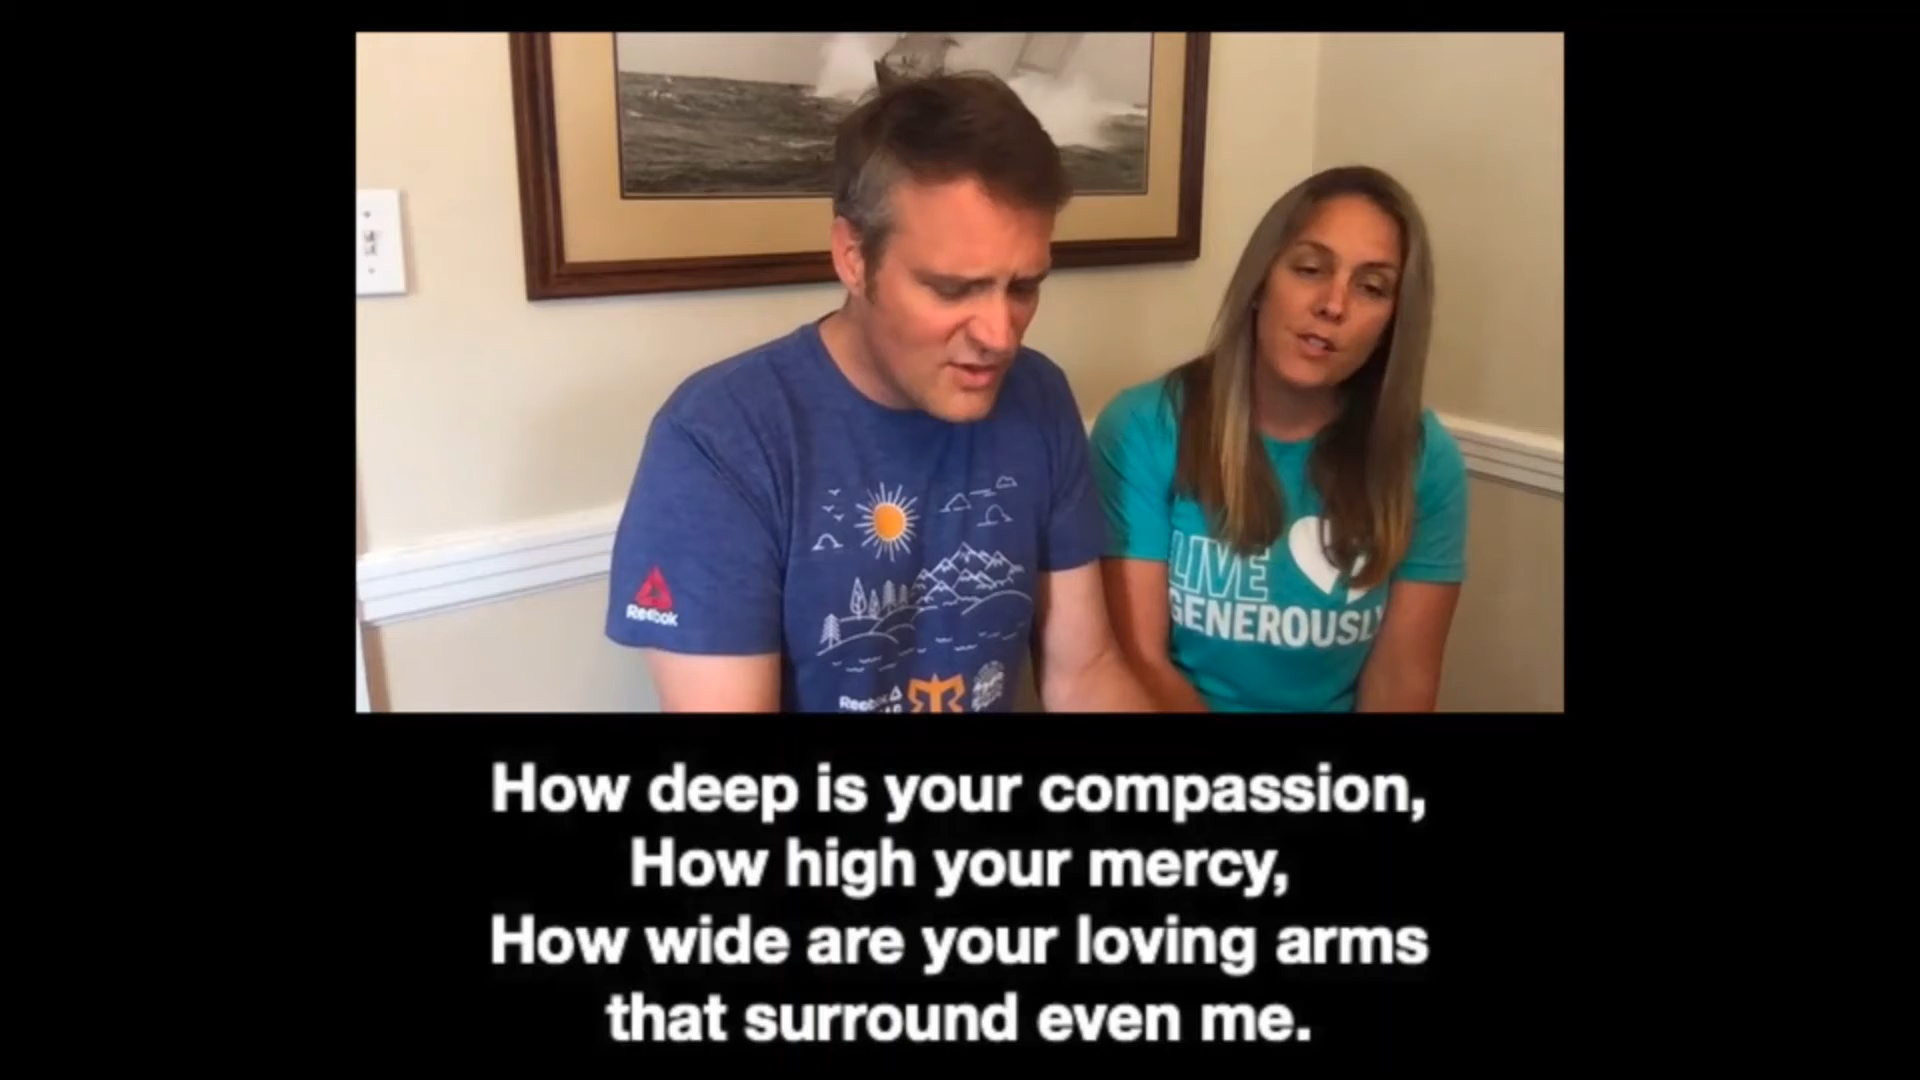 Reebok
Reebok
LIVE
GENEROUSLY
How deep is your compassion,
How high your mercy,
How wide are your loving arms
that surround even me.